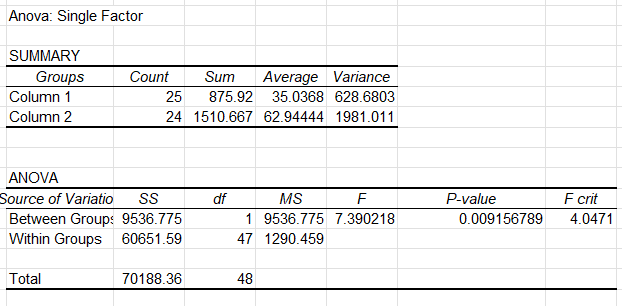 Anova: Single Factor
SUMMARY
Groups Count Sum Average Variance
Column 1 25 875.92 35.0368 628.6803
Column 2 24 1510.667 62.94444 1981.011
ANOVA
Source of Variatio SS df MS F P-value F crit
Between Groups 9536.775 1 9536.775 7.390218 0.009156789 4.0471
Within Groups 60651.59 47 1290.459
Total 70188.36 48